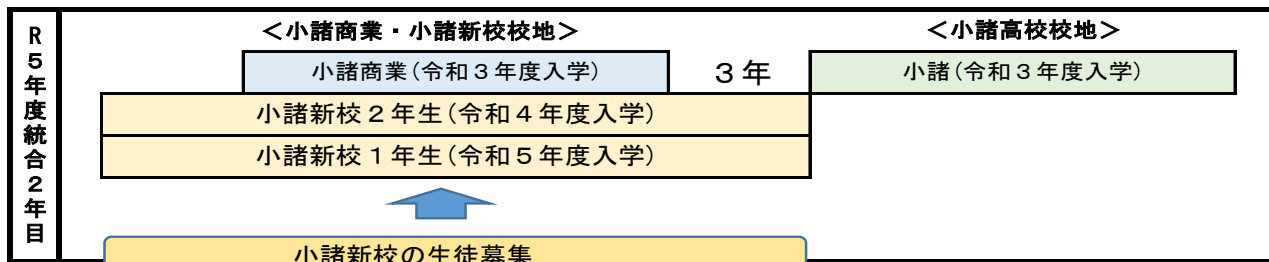 R5年度統合2年目
＜小諸商業・小諸新校校地＞
＜小諸高校校地＞
小諸商業(令和３年度入学)
３年
小諸(令和３年度入学)
小諸新校２年生(令和４年度入学)
小諸新校１年生(令和５年度入学)
小諸新校の生徒募集